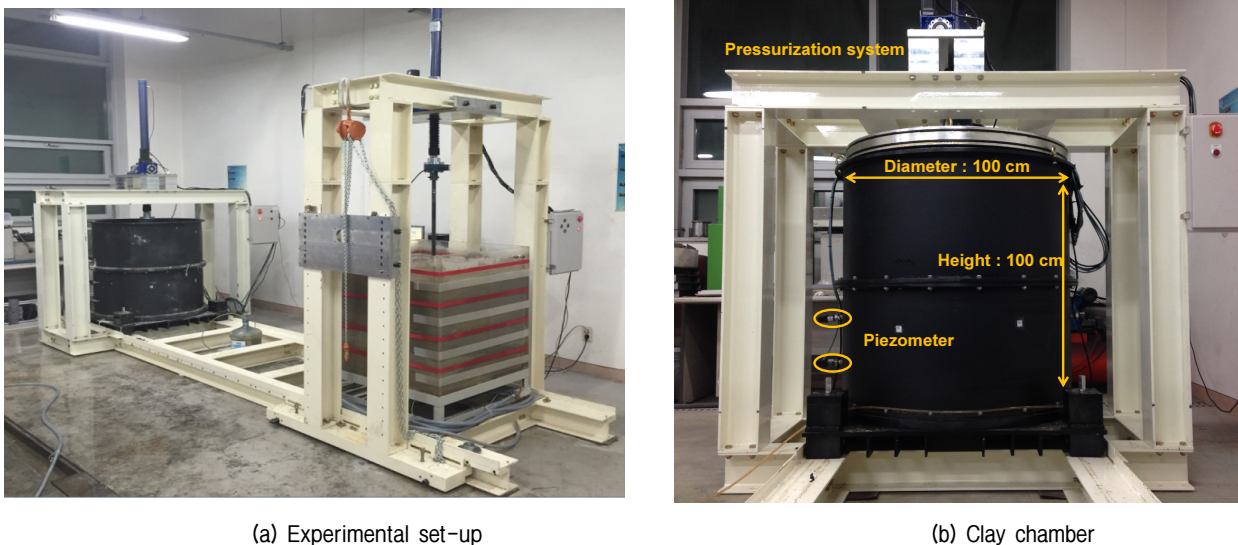 Pressurization system
Diameter : 100 cm
Height : 100 cm
Piezometer
(a) Experimental set-up
(b) Clay chamber